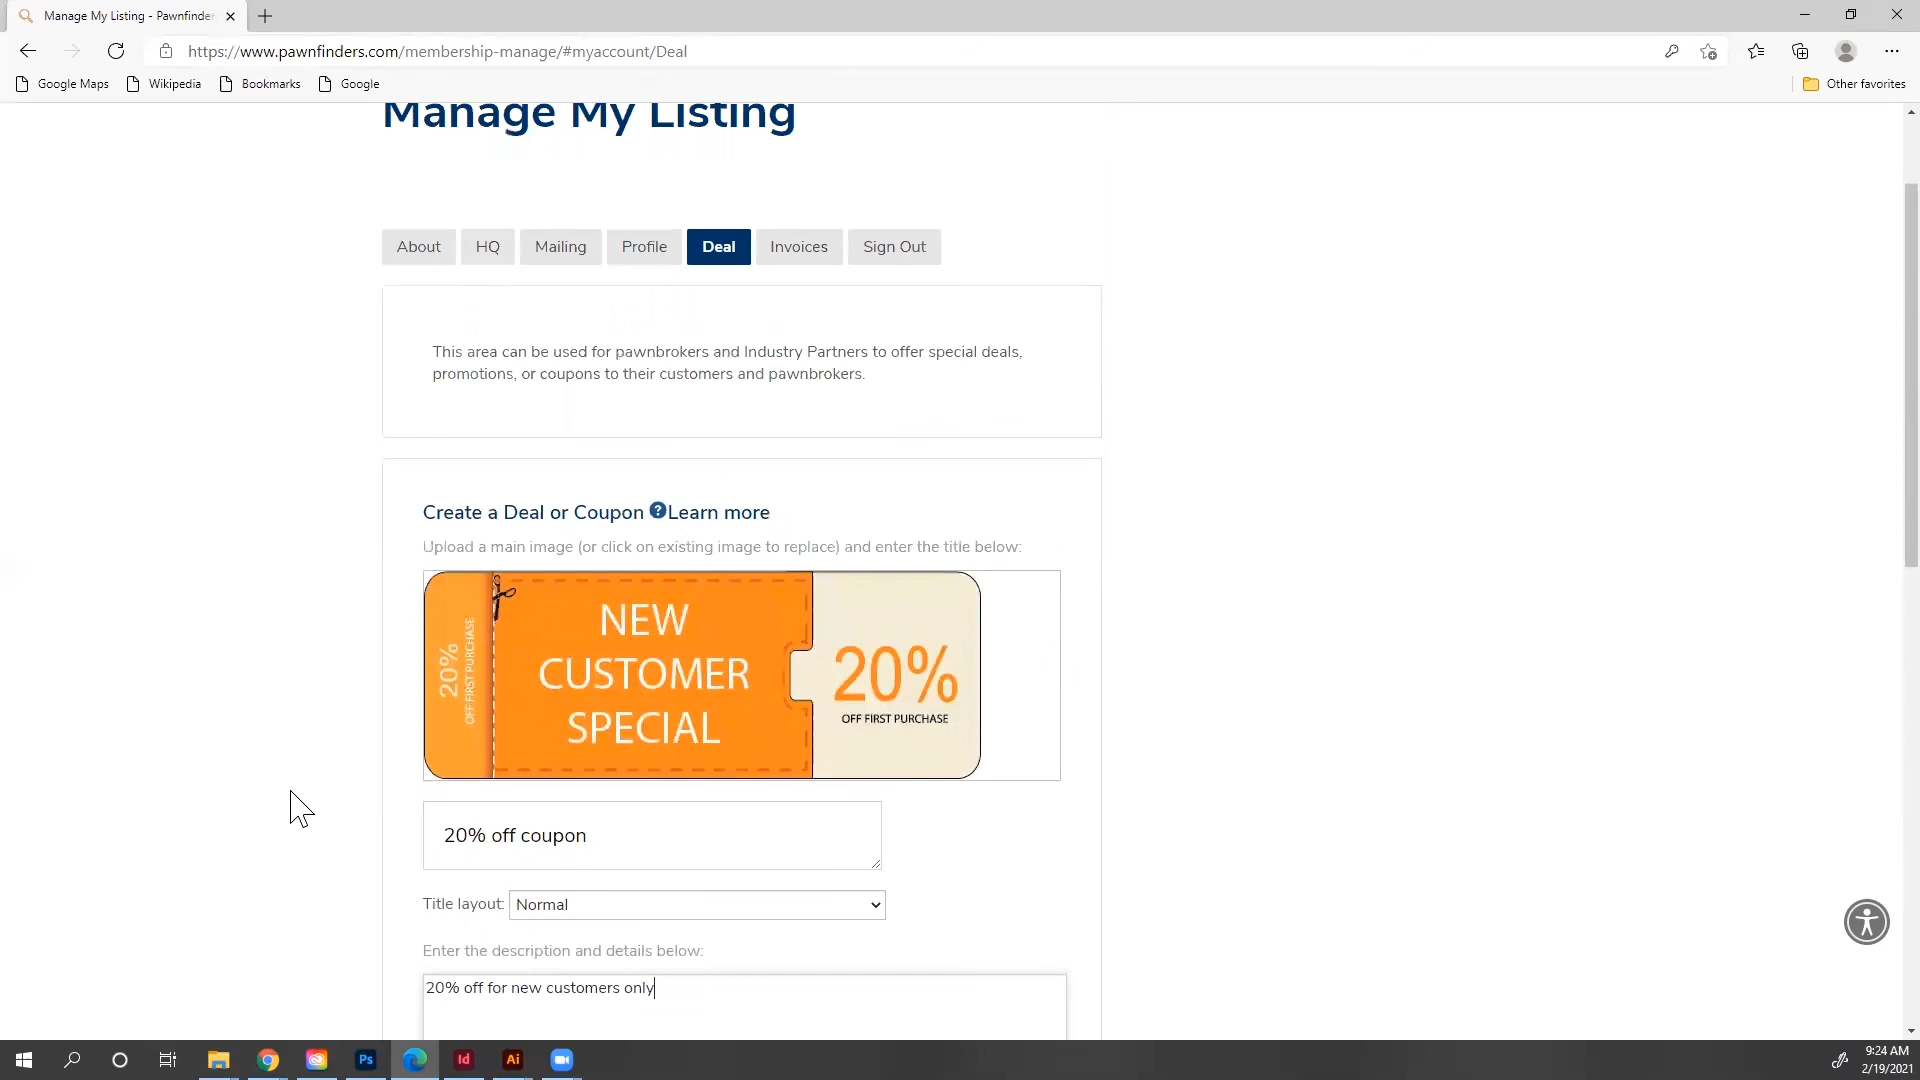 Manage My Listing - Pawnfinder
https://www.pawnfinders.com/membership-manage/#myaccount/Deal
Google Maps Wikipedia Bookmarks Google Other favorites
Manage My Listing
About HQ Mailing Profile Deal Invoices Sign Out
This area can be used for pawnbrokers and Industry Partners to offer special deals,
promotions, or coupons to their customers and pawnbrokers.
Create a Deal or Coupon ? Learn more
Upload a main image (or click on existing image to replace) and enter the title below:
20%
OFF FIRST PURCHASE
NEW
CUSTOMER
SPECIAL
20%
OFF FIRST PURCHASE
20% off coupon
Title layout: Normal
Enter the description and details below:
20% off for new customers only
Ps Id Ai
9:24 AM
2/19/2021